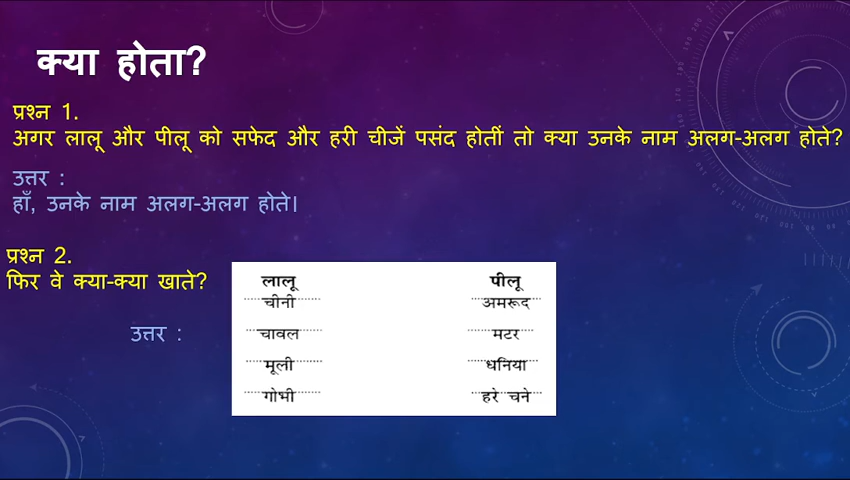 क्या होता?
प्रश्न 1.
अगर लालू और पीलू को सफेद और हरी चीजें पसंद होतीं तो क्या उनके नाम अलग-अलग होते?
उत्तर :
हाँ, उनके नाम अलग-अलग होते।
प्रश्न 2.
फिर वे क्या-क्या खाते?
उत्तर :
लालू पीलू
चीनी अमरूद
चावल मटर
मूली धनिया
गोभी हरे चने